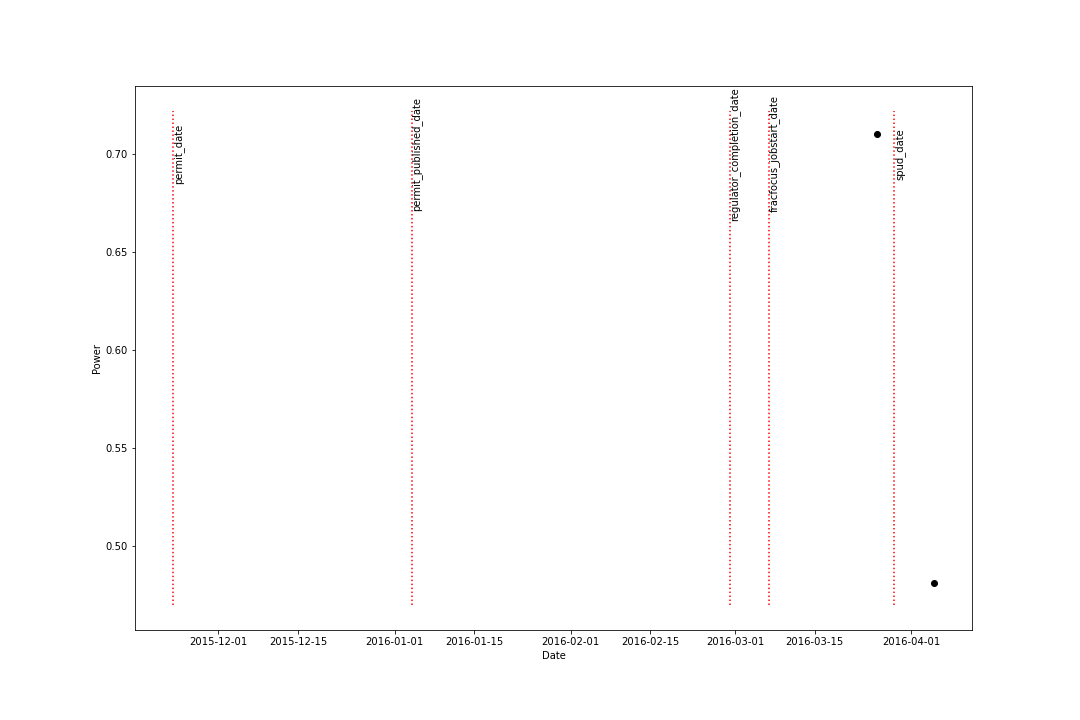 permit_date
permit_published_date
regulator_completion_date
fracfocus_jobstart_date
spud_date
0.70
0.65
0.60
0.55
0.50
Power
2015-12-01 2015-12-15 2016-01-01 2016-01-15 2016-02-01 2016-02-15 2016-03-01 2016-03-15 2016-04-01
Date